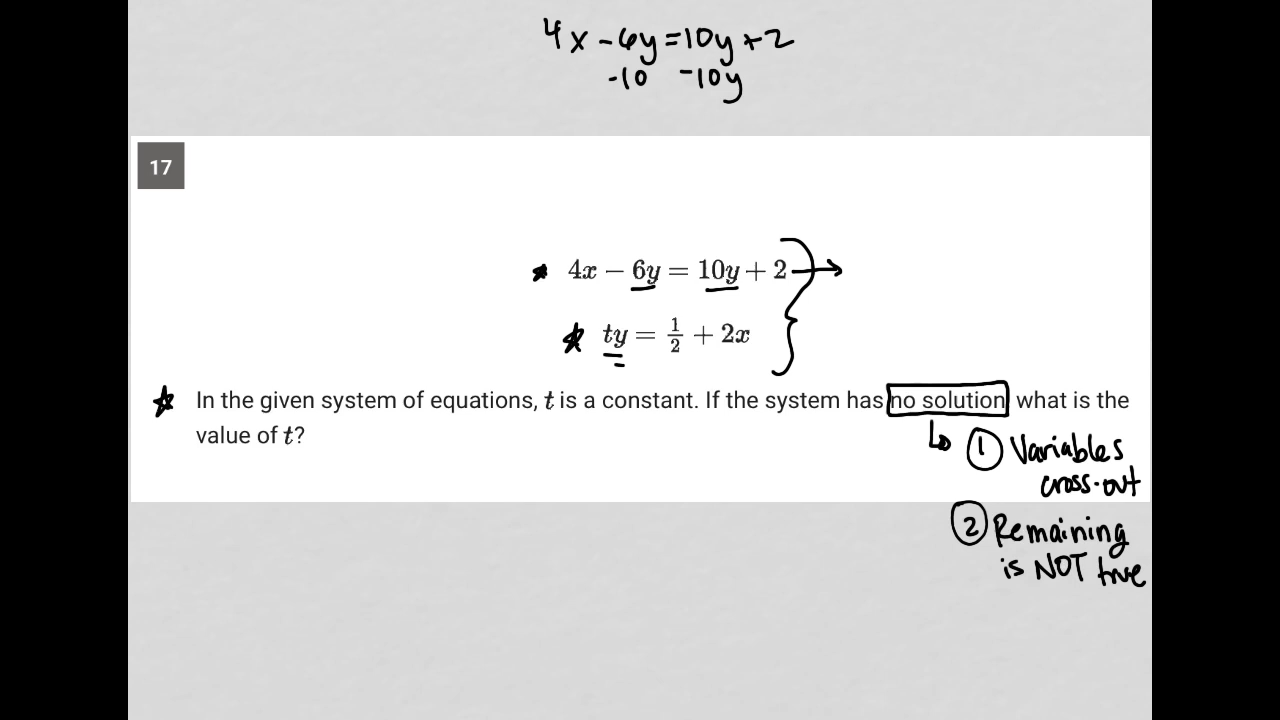 4x - 6y = 10y + 2
-10 -10y
17
4x − 6y = 10y + 2
ty = 1/2 + 2x
In the given system of equations, t is a constant. If the system has no solution, what is the
value of t?
① Variables
cross-out
② Remaining
is NOT true